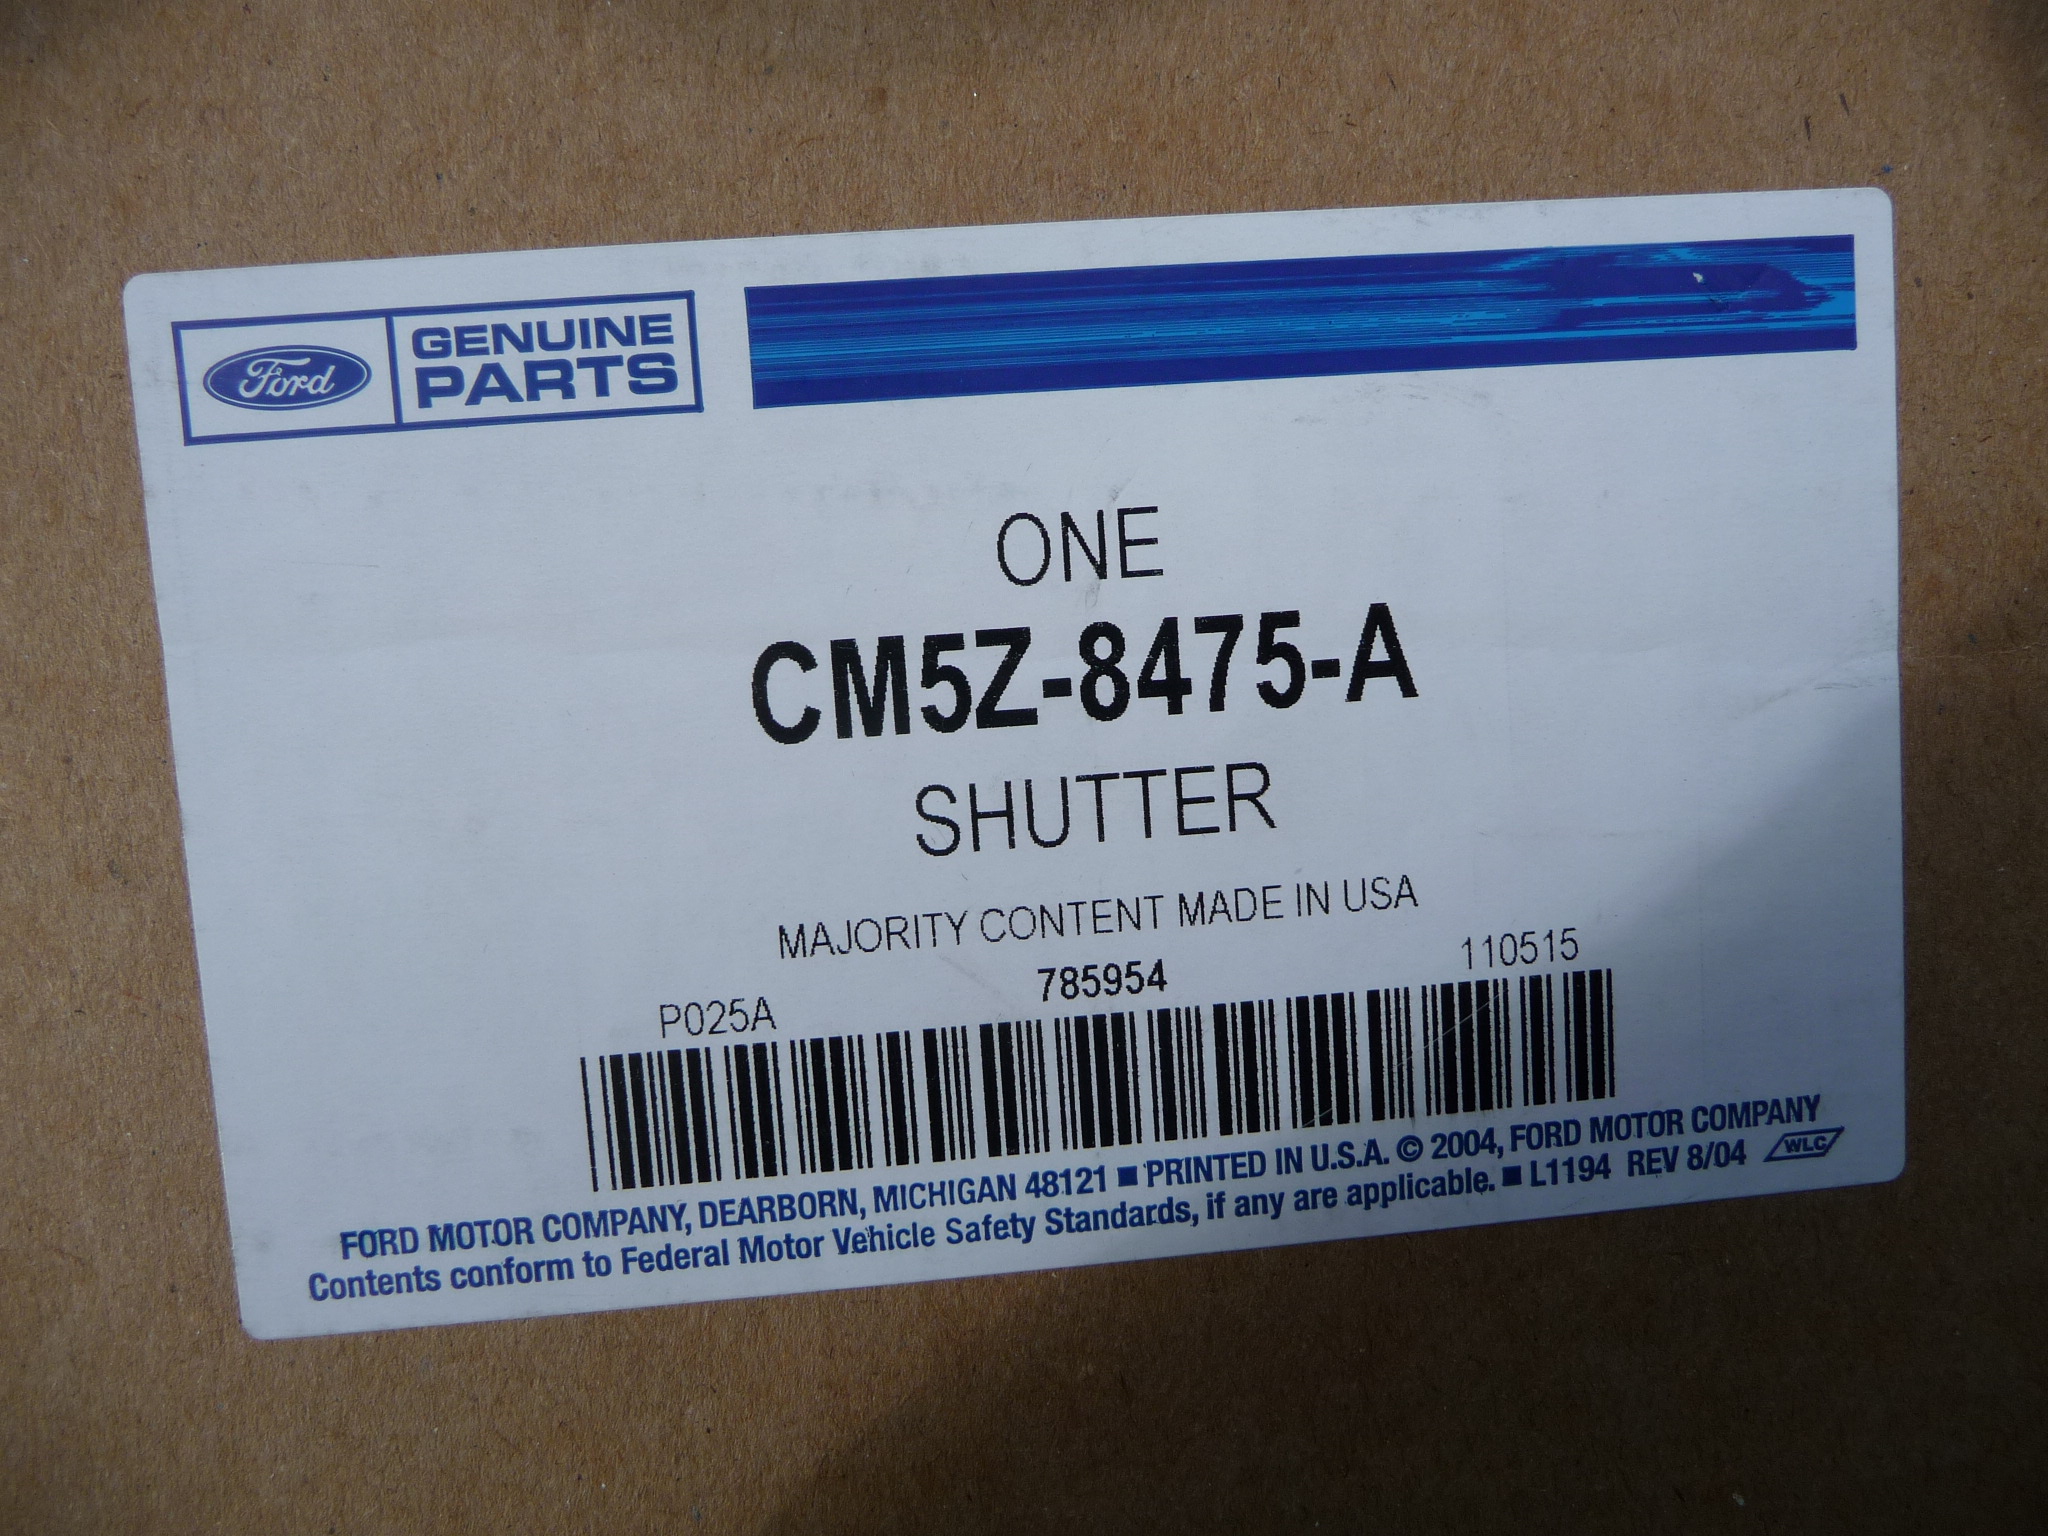 Ford GENUINE
PARTS
ONE
CM5Z-8475-A
SHUTTER
MAJORITY CONTENT MADE IN USA
P025A 785954 110515
FORD MOTOR COMPANY, DEARBORN, MICHIGAN 48121 ■ PRINTED IN U.S.A. © 2004, FORD MOTOR COMPANY
Contents conform to Federal Motor Vehicle Safety Standards, if any are applicable. ■ L1194 REV 8/04 WLC